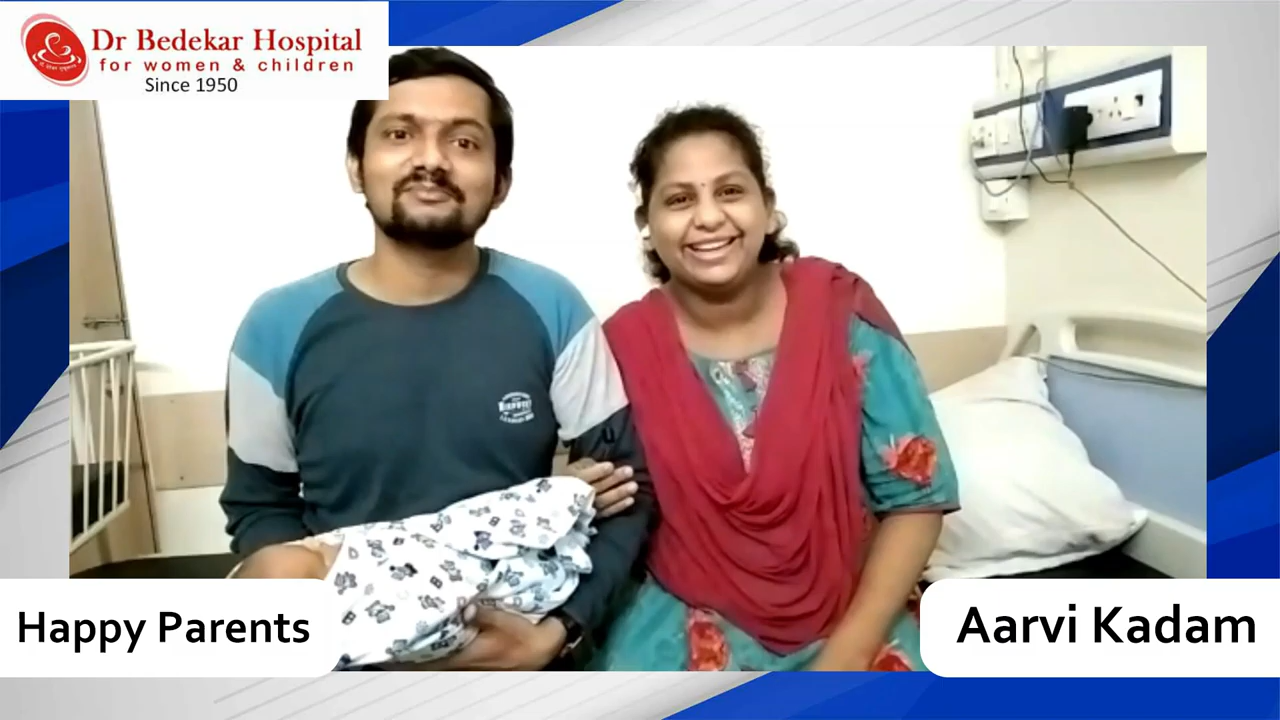 Dr Bedekar Hospital
for women & children
Since 1950
Happy Parents
Aarvi Kadam